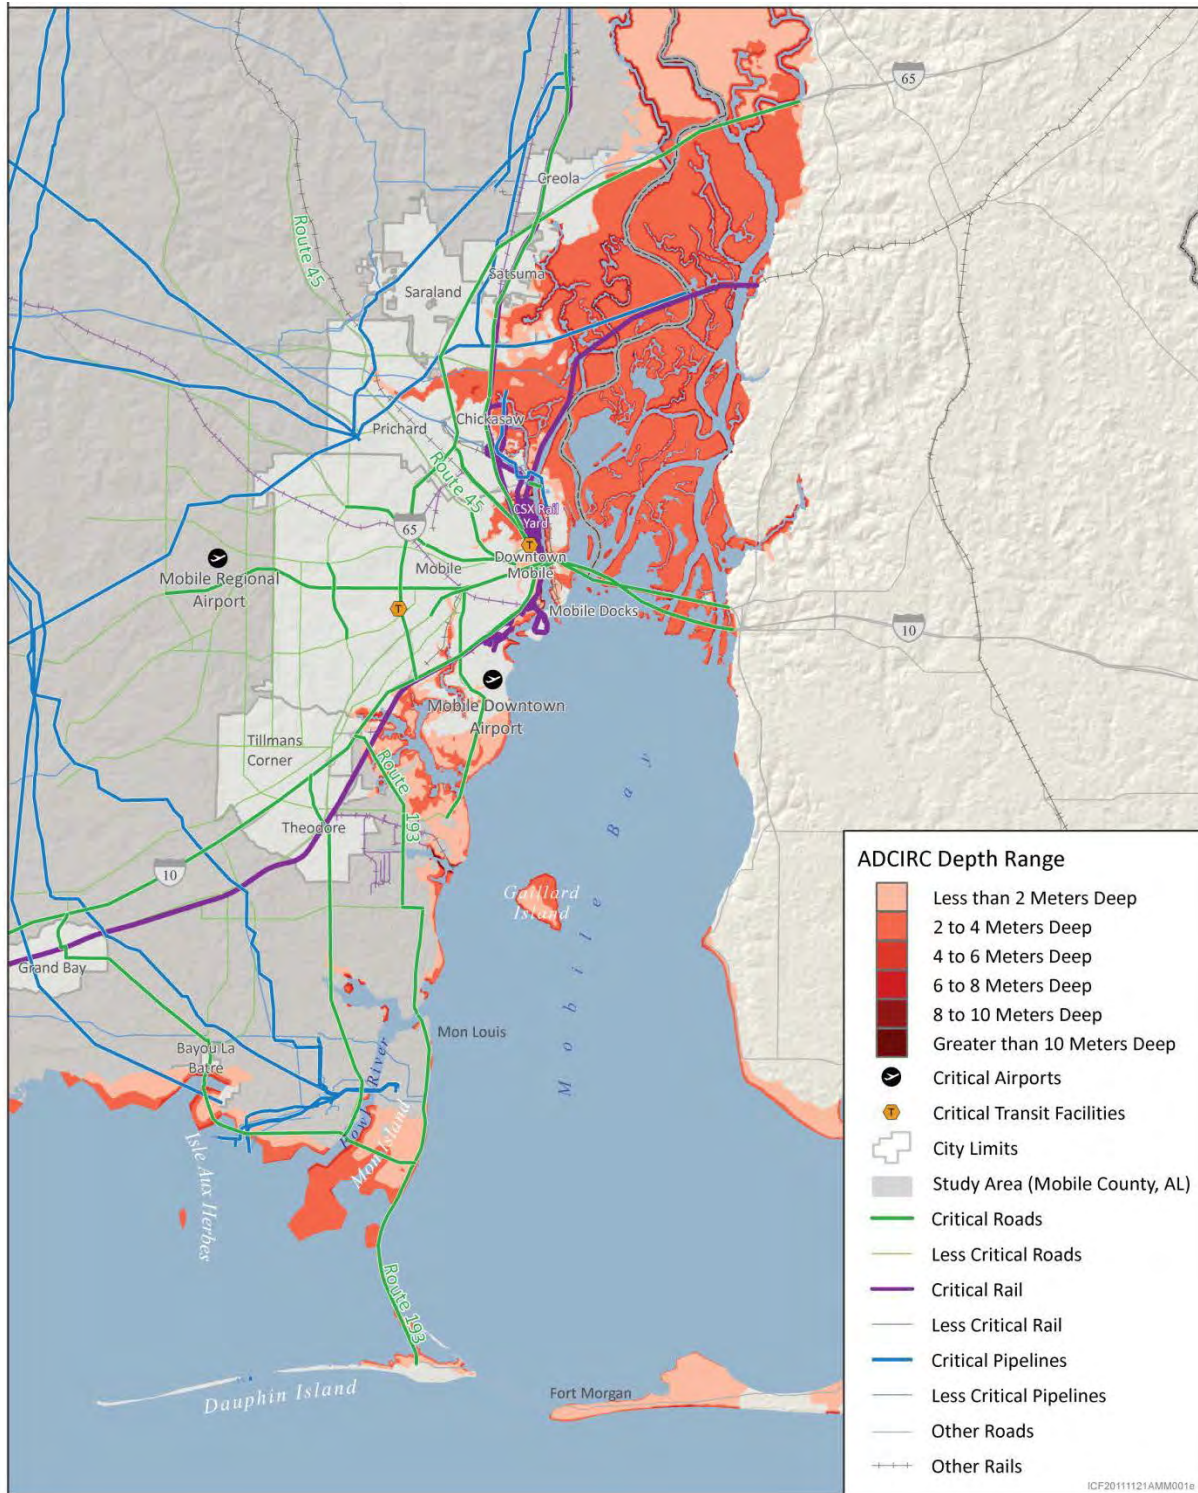 65
Creola
Route 45
Satsuma
Saraland
Chickasaw
Prichard
Route 45
CSX Rail
Yard
65
T
Downtown
Mobile
Mobile
Mobile Regional
Airport
T
Mobile Docks
10
Mobile Downtown
Airport
Tillmans
Corner
Route
193
Theodore
10
Mobile Bay
Gaillard
Island
Grand Bay
Mon Louis
Bayou La
Batre
Fowl River
Mon Island
Isle Aux Herbes
Route 193
Dauphin Island
Fort Morgan
ADCIRC Depth Range
Less than 2 Meters Deep
2 to 4 Meters Deep
4 to 6 Meters Deep
6 to 8 Meters Deep
8 to 10 Meters Deep
Greater than 10 Meters Deep
Critical Airports
T
Critical Transit Facilities
City Limits
Study Area (Mobile County, AL)
Critical Roads
Less Critical Roads
Critical Rail
Less Critical Rail
Critical Pipelines
Less Critical Pipelines
Other Roads
Other Rails
ICF20111121AMM001e